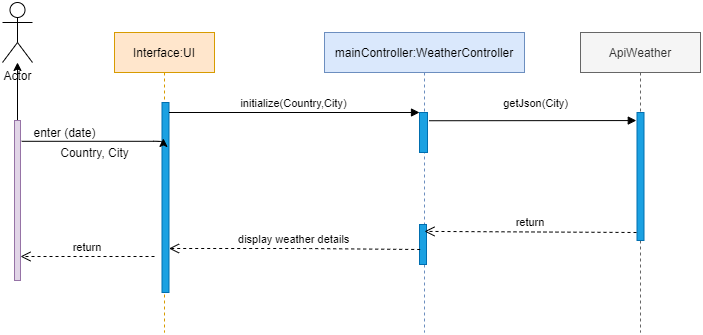 Actor
Interface:UI
mainController:WeatherController
ApiWeather
initialize(Country,City)
getJson(City)
enter (date)
Country, City
return
display weather details
return